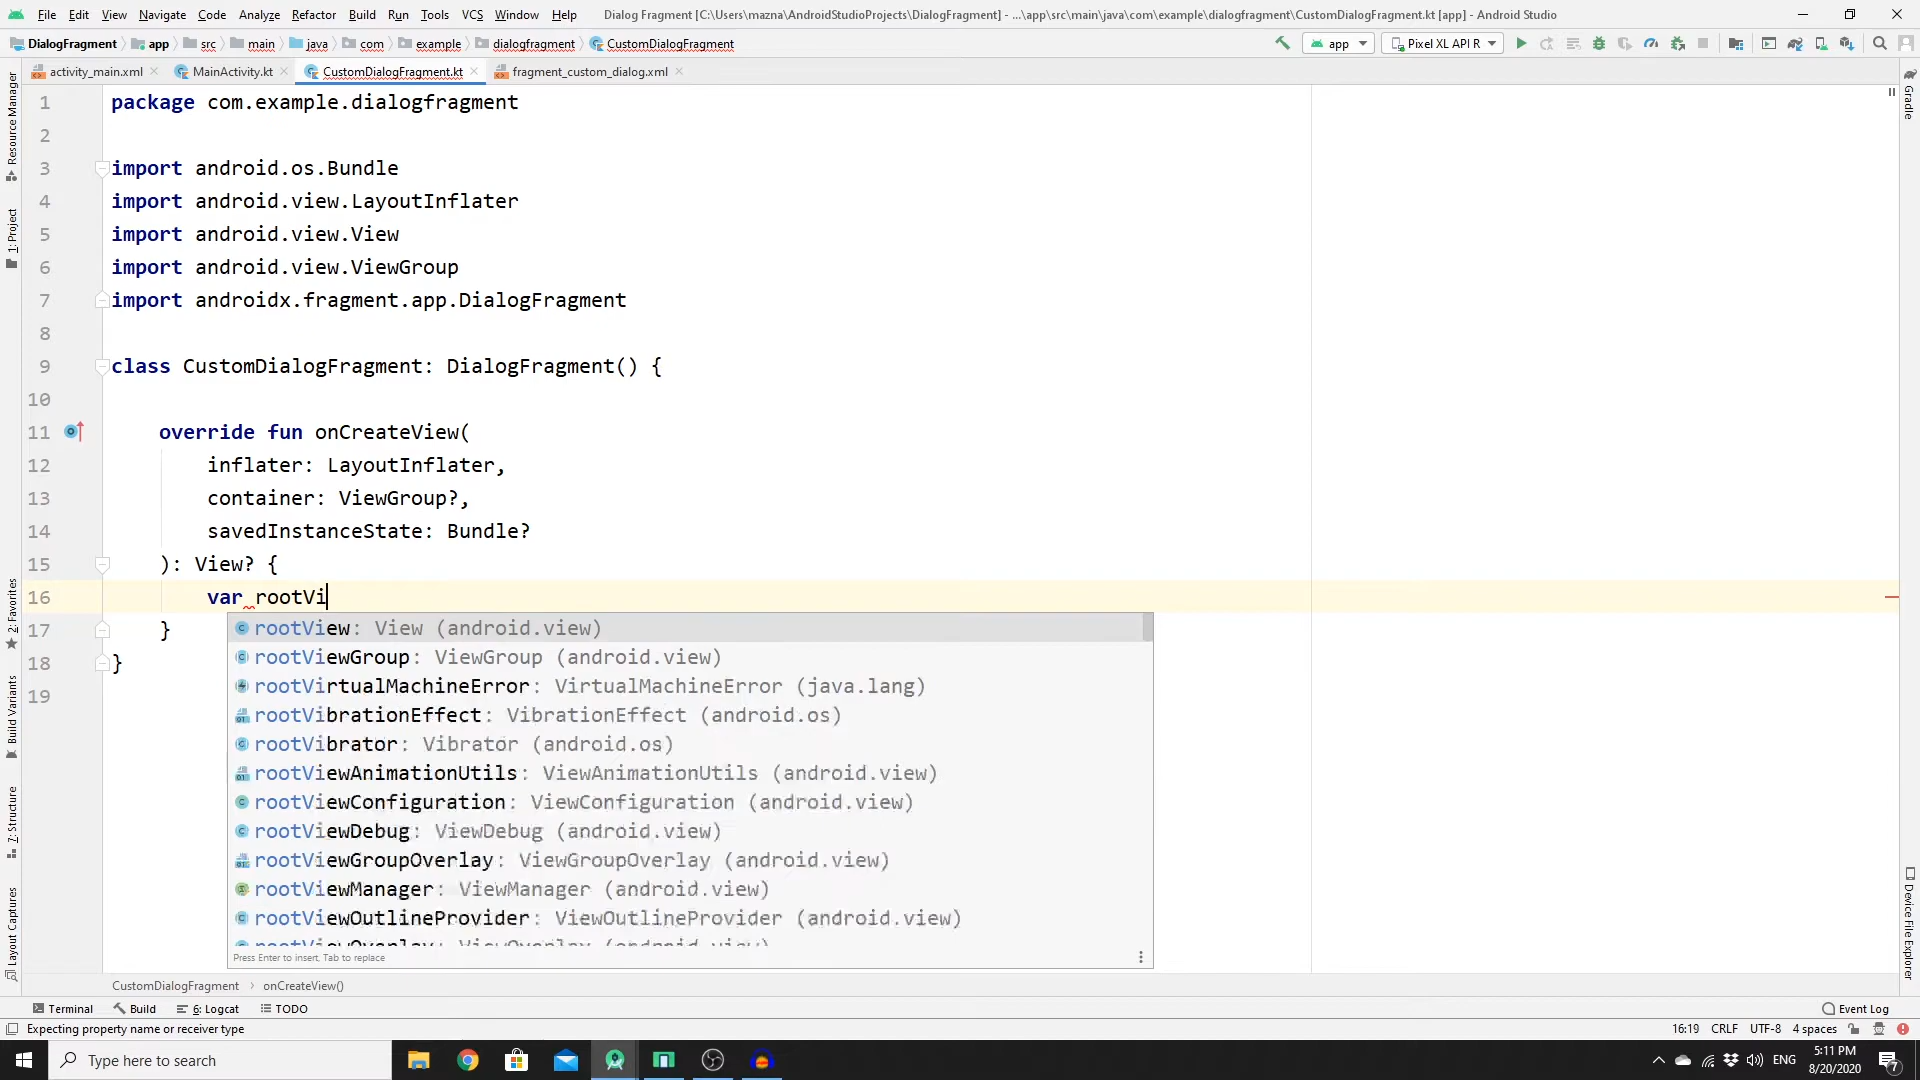 File Edit View Navigate Code Analyze Refactor Build Run Tools VCS Window Help Dialog Fragment [C:\Users\mazna\AndroidStudioProjects\DialogFragment] - ...\app\src\main\java\com\example\dialogfragment\CustomDialogFragment.kt [app] - Android Studio
DialogFragment app src main java com example dialogfragment CustomDialogFragment app Pixel XL API R
activity_main.xml MainActivity.kt CustomDialogFragment.kt fragment_custom_dialog.xml
Resource Manager
1: Project
2: Favorites
Build Variants
7: Structure
Layout Captures
Gradle
Device File Explorer
1 package com.example.dialogfragment
2
3 import android.os.Bundle
4 import android.view.LayoutInflater
5 import android.view.View
6 import android.view.ViewGroup
7 import androidx.fragment.app.DialogFragment
8
9 class CustomDialogFragment: DialogFragment() {
10
11 override fun onCreateView(
12 inflater: LayoutInflater,
13 container: ViewGroup?,
14 savedInstanceState: Bundle?
15 ): View? {
16 var rootVi
17 }
18 }
19
rootView: View (android.view)
rootViewGroup: ViewGroup (android.view)
rootVirtualMachineError: VirtualMachineError (java.lang)
rootVibrationEffect: VibrationEffect (android.os)
rootVibrator: Vibrator (android.os)
rootViewAnimationUtils: ViewAnimationUtils (android.view)
rootViewConfiguration: ViewConfiguration (android.view)
rootViewDebug: ViewDebug (android.view)
rootViewGroupOverlay: ViewGroupOverlay (android.view)
rootViewManager: ViewManager (android.view)
rootViewOutlineProvider: ViewOutlineProvider (android.view)
rootViewOverlay: ViewOverlay (android.view)
Press Enter to insert, Tab to replace
CustomDialogFragment › onCreateView()
Terminal Build 6: Logcat TODO Event Log
Expecting property name or receiver type 16:19 CRLF UTF-8 4 spaces
Type here to search ENG 5:11 PM
8/20/2020 7